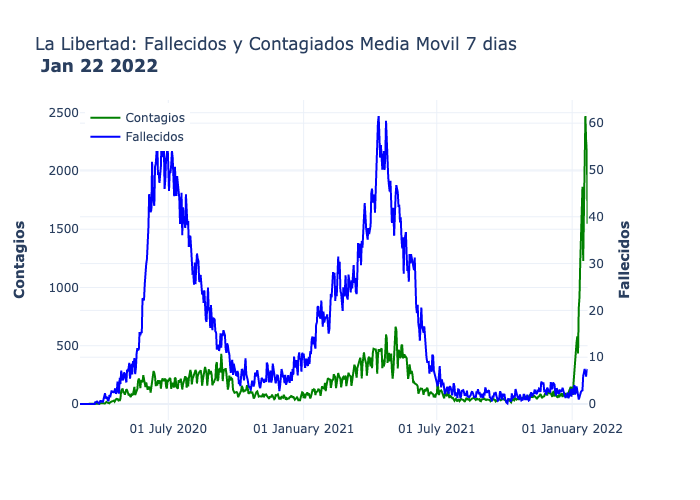 La Libertad: Fallecidos y Contagiados Media Movil 7 dias
Jan 22 2022
Contagios
Fallecidos
2500
2000
1500
1000
500
0
60
50
40
30
20
10
0
01 July 2020
01 January 2021
01 July 2021
01 January 2022
Contagios
Fallecidos